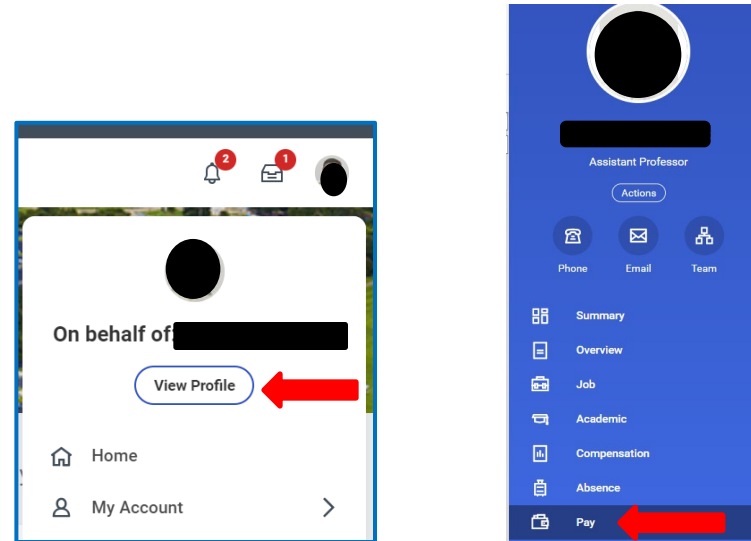 2
1
On behalf of:
View Profile
Home
My Account
Assistant Professor
Actions
Phone Email Team
Summary
Overview
Job
Academic
Compensation
Absence
Pay